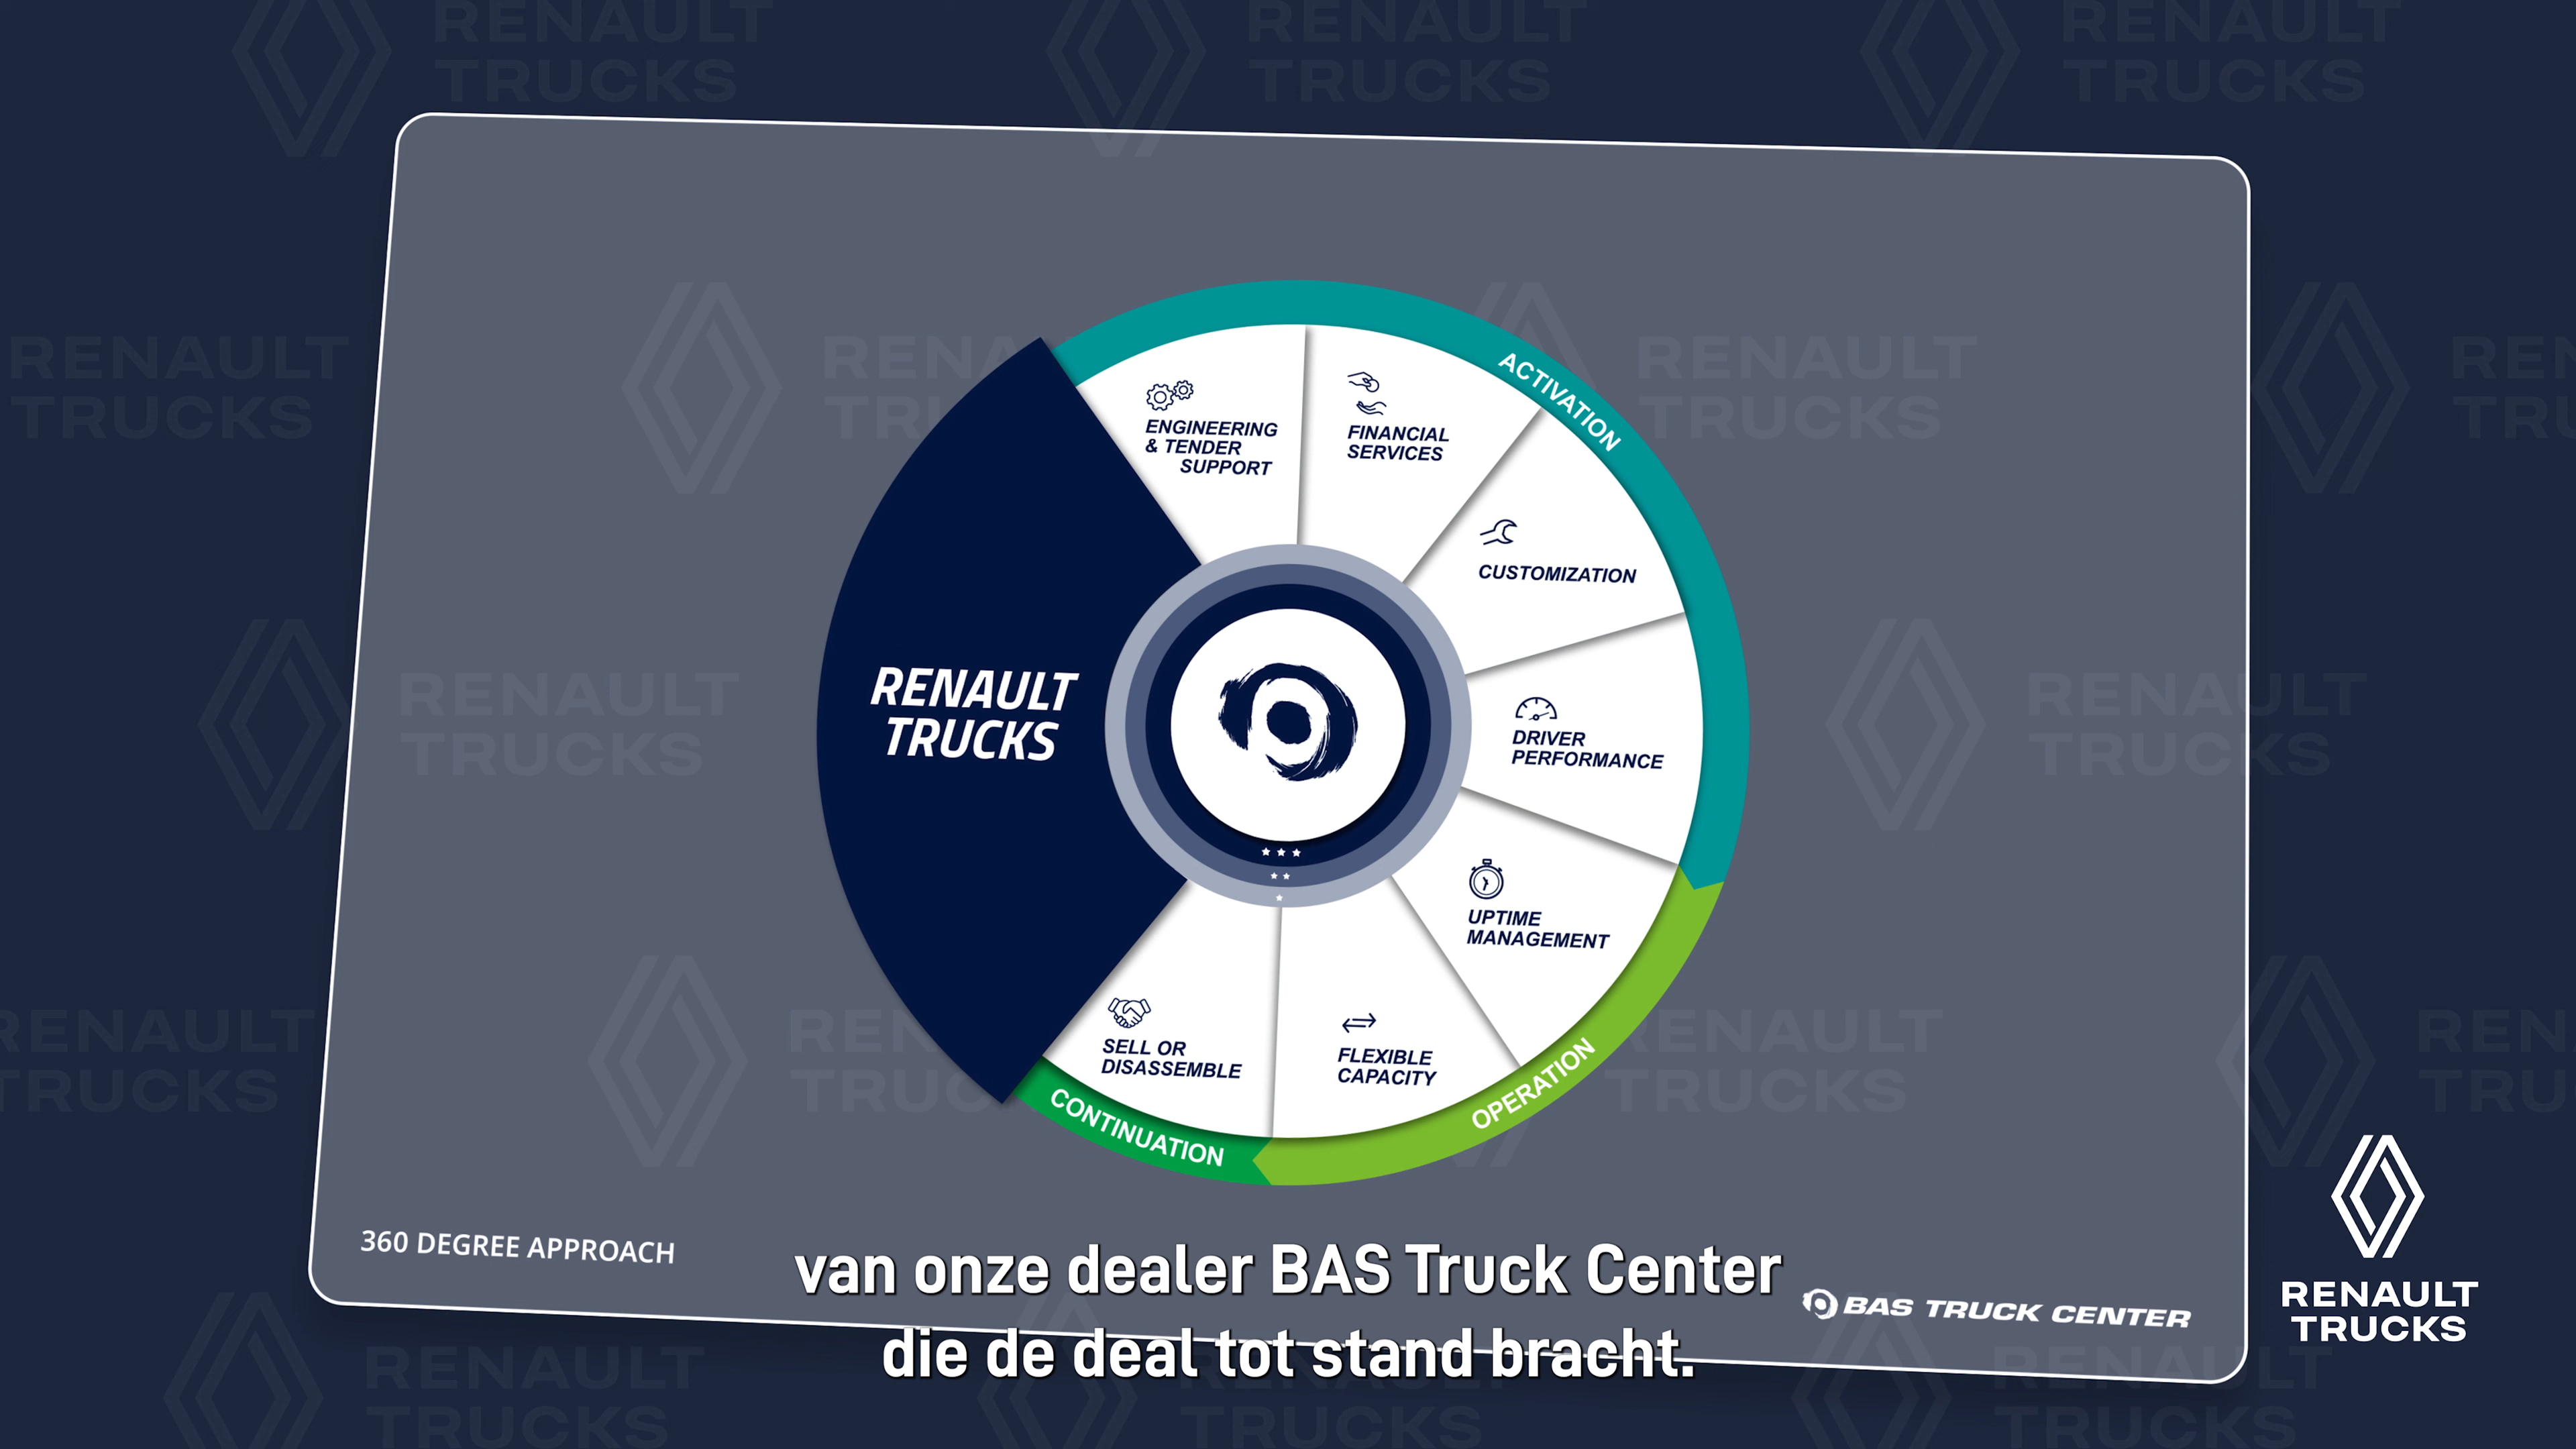 RENAULT
TRUCKS
ACTIVATION
ENGINEERING
& TENDER
SUPPORT
FINANCIAL
SERVICES
CUSTOMIZATION
DRIVER
PERFORMANCE
UPTIME
MANAGEMENT
FLEXIBLE
CAPACITY
SELL OR
DISASSEMBLE
OPERATION
CONTINUATION
RENAULT
TRUCKS
360 DEGREE APPROACH
van onze dealer BAS Truck Center
die de deal tot stand bracht.
BAS TRUCK CENTER
RENAULT
TRUCKS